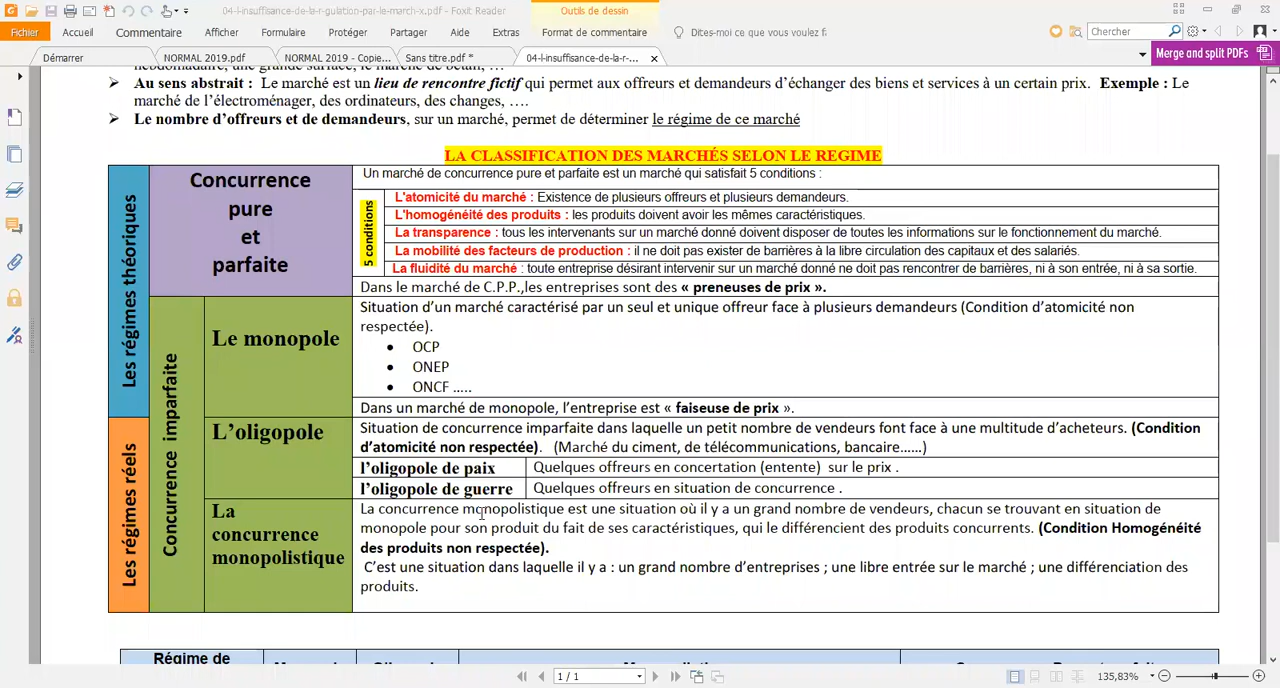 04-l-insuffisance-de-la-r-gulation-par-le-march-x.pdf - Foxit Reader
Outils de dessin
Fichier Accueil Commentaire Afficher Formulaire Protéger Partager Aide Extras Format de commentaire Dites-moi ce que vous voulez f Chercher
Démarrer NORMAL 2019.pdf NORMAL 2019 - Copie... Sans titre.pdf * 04-l-insuffisance-de-la-r-... Merge and split PDFs
hebdomadaire, une grande surface, le marché de
➤ Au sens abstrait : Le marché est un lieu de rencontre fictif qui permet aux offreurs et demandeurs d'échanger des biens et services à un certain prix. Exemple : Le
marché de l'électroménager, des ordinateurs, des changes, ….
➤ Le nombre d'offreurs et de demandeurs, sur un marché, permet de déterminer le régime de ce marché
LA CLASSIFICATION DES MARCHÉS SELON LE REGIME
Les régimes théoriques
Concurrence
pure
et
parfaite
Un marché de concurrence pure et parfaite est un marché qui satisfait 5 conditions :
5 conditions
L'atomicité du marché : Existence de plusieurs offreurs et plusieurs demandeurs.
L'homogénéité des produits : les produits doivent avoir les mêmes caractéristiques.
La transparence : tous les intervenants sur un marché donné doivent disposer de toutes les informations sur le fonctionnement du marché.
La mobilité des facteurs de production : il ne doit pas exister de barrières à la libre circulation des capitaux et des salariés.
La fluidité du marché : toute entreprise désirant intervenir sur un marché donné ne doit pas rencontrer de barrières, ni à son entrée, ni à sa sortie.
Dans le marché de C.P.P.,les entreprises sont des « preneuses de prix ».
Concurrence imparfaite
Le monopole
Situation d'un marché caractérisé par un seul et unique offreur face à plusieurs demandeurs (Condition d'atomicité non
respectée).
• OCP
• ONEP
• ONCF …..
Dans un marché de monopole, l'entreprise est « faiseuse de prix ».
Les régimes réels
L'oligopole
Situation de concurrence imparfaite dans laquelle un petit nombre de vendeurs font face à une multitude d'acheteurs. (Condition
d'atomicité non respectée). (Marché du ciment, de télécommunications, bancaire……)
l'oligopole de paix Quelques offreurs en concertation (entente) sur le prix .
l'oligopole de guerre Quelques offreurs en situation de concurrence .
La
concurrence
monopolistique
La concurrence monopolistique est une situation où il y a un grand nombre de vendeurs, chacun se trouvant en situation de
monopole pour son produit du fait de ses caractéristiques, qui le différencient des produits concurrents. (Condition Homogénéité
des produits non respectée).
C'est une situation dans laquelle il y a : un grand nombre d'entreprises ; une libre entrée sur le marché ; une différenciation des
produits.
Régime de
1 / 1 135,83%